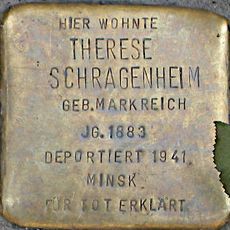 HIER WOHNTE
THERESE
SCHRAGENHEIM
GEB.MARKREICH
JG.1883
DEPORTIERT 1941
MINSK
FÜR TOT ERKLÄRT